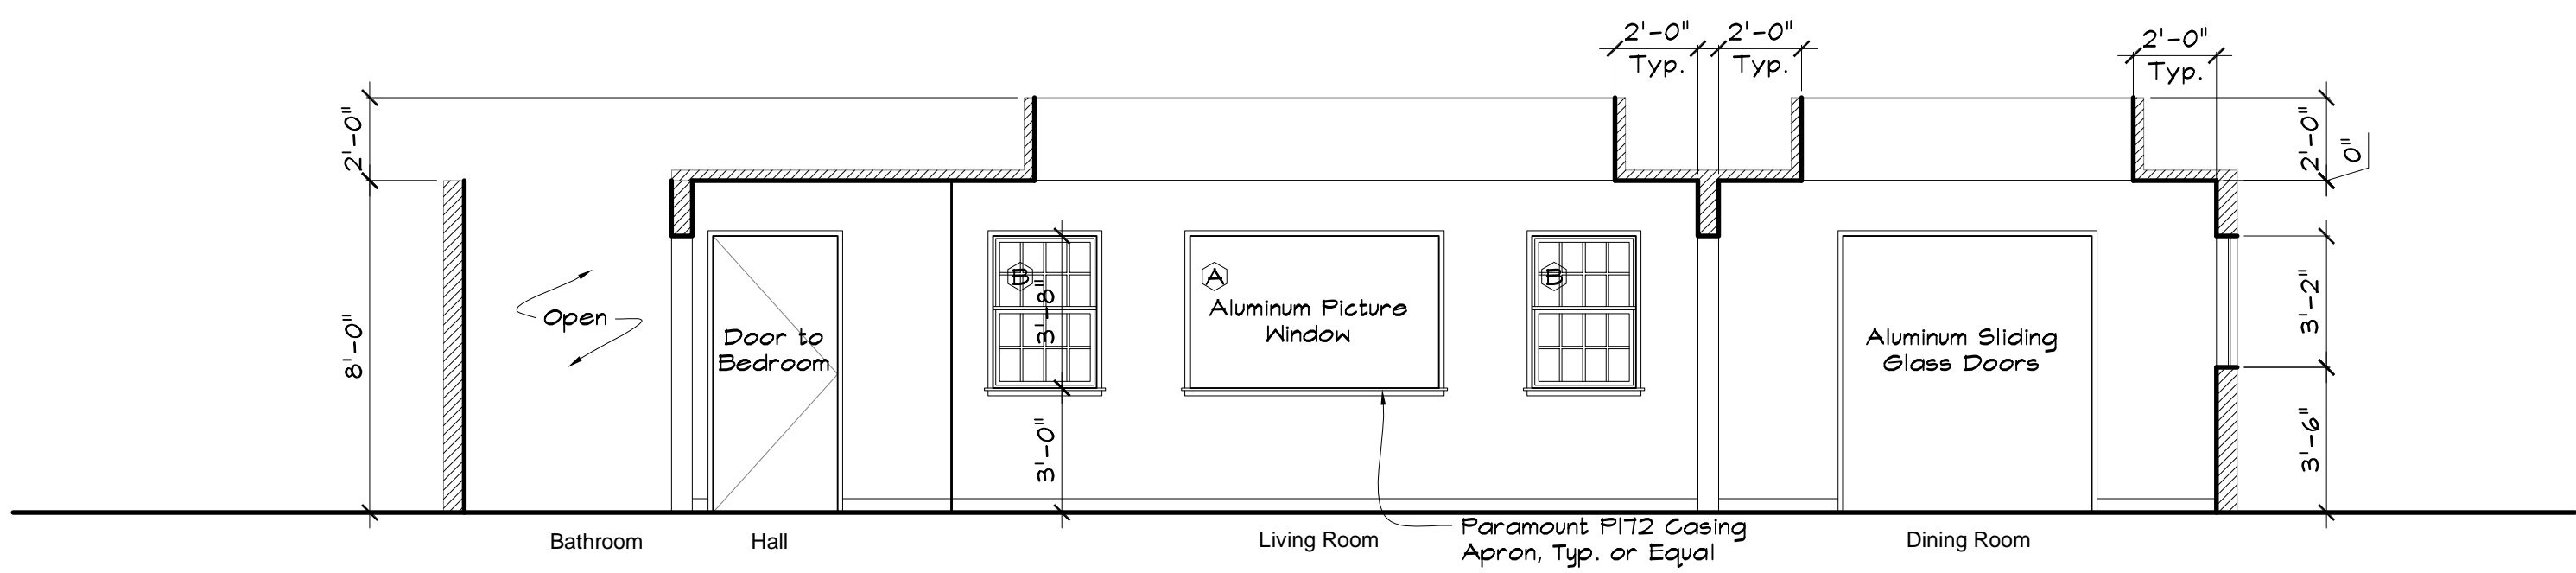 2'-0" 2'-0" 2'-0"
Typ. Typ. Typ.
2'-0"
2'-0"
0"
B
A
B
3'-8"
Aluminum Picture
Window
Open
Door to
Bedroom
Aluminum Sliding
Glass Doors
3'-2"
8'-0"
3'-0"
3'-6"
Paramount P172 Casing
Apron, Typ. or Equal
Bathroom
Hall
Living Room
Dining Room